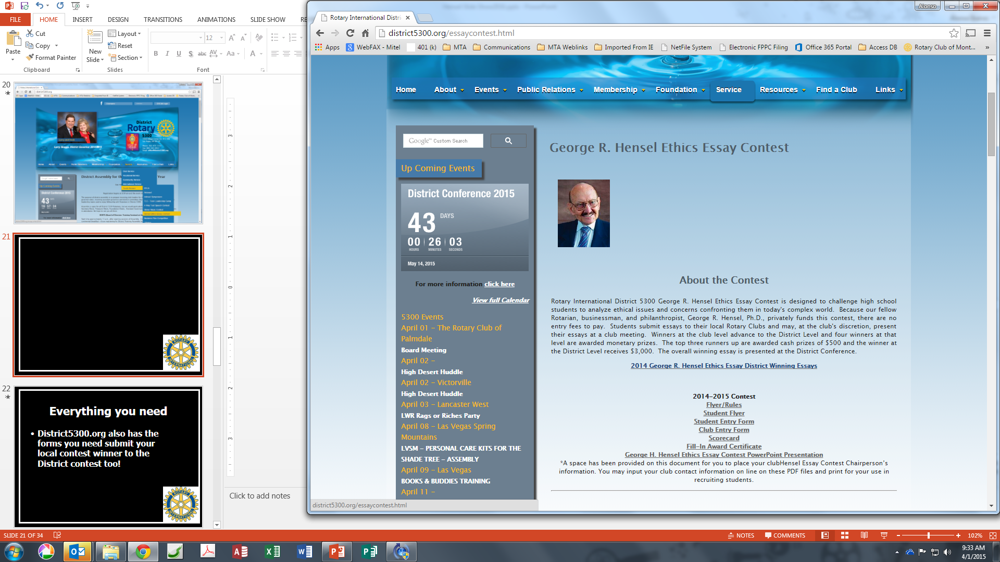 FILE
HOME
INSERT
DESIGN
TRANSITIONS
ANIMATIONS
SLIDE SHOW
RE
Paste
Cut
Copy
Format Painter
Clipboard
New
Slide
Layout
Reset
Section
Slides
12
B I U S abc AV Aa A
Font
20
District
Rotary
5300
21
22
Everything you need
• District5300.org also has the
forms you need submit your
local contest winner to the
District contest too!
Click to add notes
SLIDE 21 OF 34
NOTES
COMMENTS
102%
9:33 AM
4/1/2015
Alonso
Rotary International Distri
district5300.org/essaycontest.html
Apps
WebFAX - Mitel
401 (k)
MTA
Communications
MTA Weblinks
Imported From IE
NetFile System
Electronic FPPC Filing
Office 365 Portal
Access DB
Rotary Club of Mont...
»
Home
About
Events
Public Relations
Membership
Foundation
Service
Resources
Find a Club
Links
Google™ Custom Search
Up Coming Events
District Conference 2015
43 DAYS
00 26 03
HOURS MINUTES SECONDS
May 14, 2015
For more information click here
View full Calendar
5300 Events
April 01 - The Rotary Club of
Palmdale
Board Meeting
April 02 -
High Desert Huddle
April 02 - Victorville
High Desert Huddle
April 03 - Lancaster West
LWR Rags or Riches Party
April 08 - Las Vegas Spring
Mountains
LVSM - PERSONAL CARE KITS FOR THE
SHADE TREE - ASSEMBLY
April 09 - Las Vegas
BOOKS & BUDDIES TRAINING
April 11 -
George R. Hensel Ethics Essay Contest
About the Contest
Rotary International District 5300 George R. Hensel Ethics Essay Contest is designed to challenge high school
students to analyze ethical issues and concerns confronting them in today's complex world. Because our fellow
Rotarian, businessman, and philanthropist, George R. Hensel, Ph.D., privately funds this contest, there are no
entry fees to pay. Students submit essays to their local Rotary Clubs and may, at the club's discretion, present
their essays at a club meeting. Winners at the club level advance to the District Level and four winners at that
level are awarded monetary prizes. The top three runners up are awarded cash prizes of $500 and the winner at
the District Level receives $3,000. The overall winning essay is presented at the District Conference.
2014 George R. Hensel Ethics Essay District Winning Essays
2014-2015 Contest
Flyer/Rules
Student Flyer
Student Entry Form
Club Entry Form
Scorecard
Fill-In Award Certificate
George H. Hensel Ethics Essay Contest PowerPoint Presentation
*A space has been provided on this document for you to place your clubHensel Essay Contest Chairperson's
information. You may input your club contact information on line on these PDF files and print for your use in
recruiting students.
district5300.org/essaycontest.html